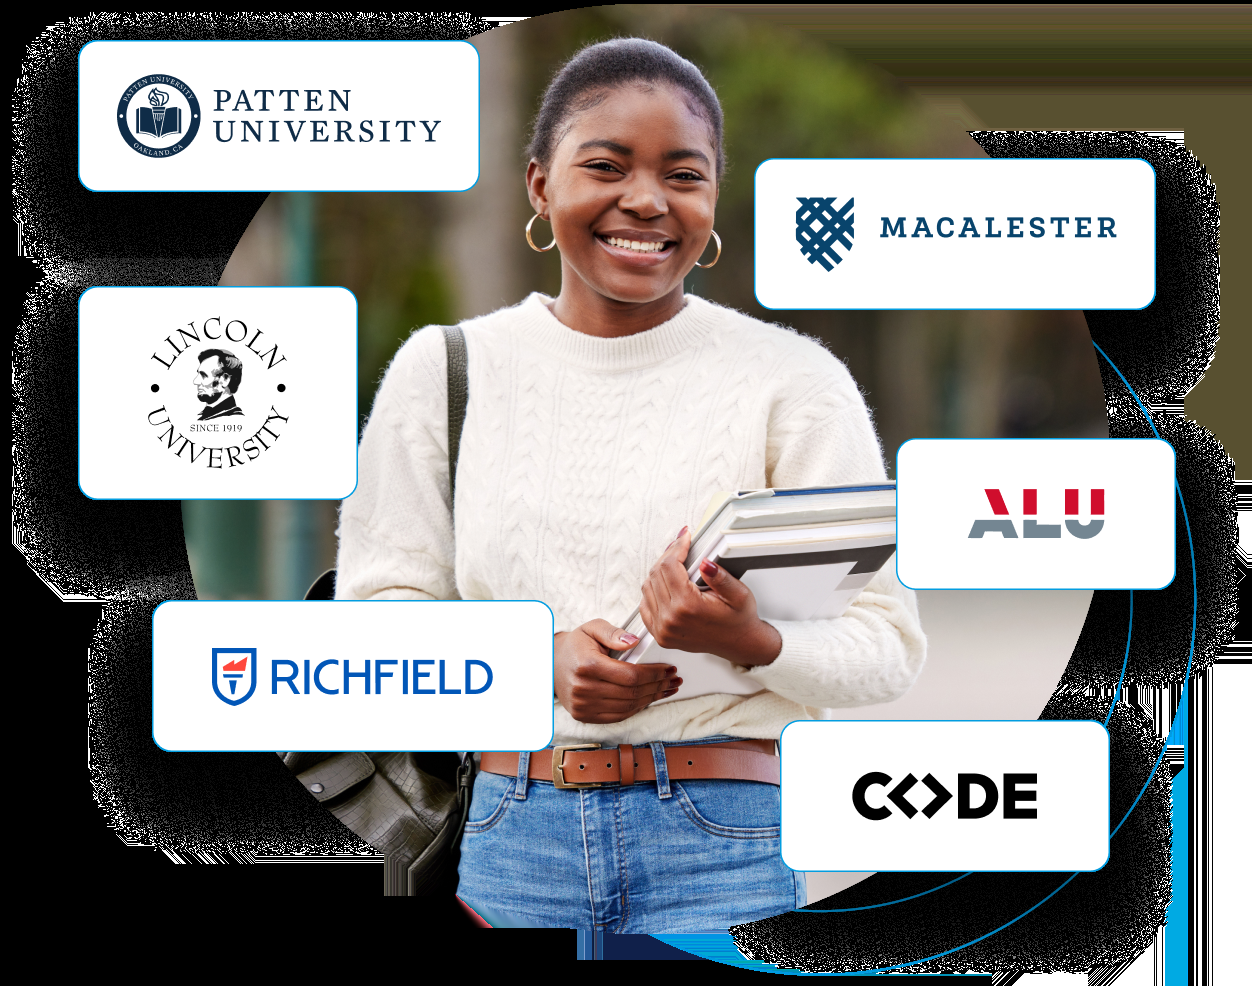 PATTEN UNIVERSITY
OAKLAND, CA
PATTEN
UNIVERSITY
MACALESTER
LINCOLN
SINCE 1919
UNIVERSITY
ALU
RICHFIELD
C<>DE